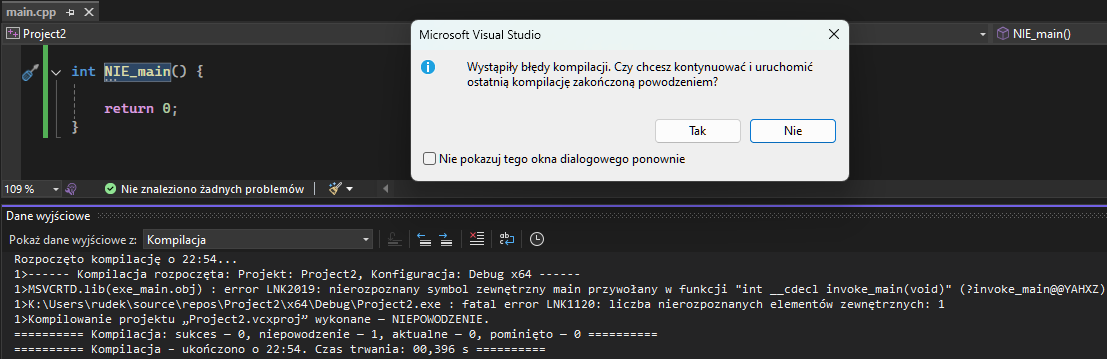 main.cpp
Project2
NIE_main()
int NIE_main() {
return 0;
}
Microsoft Visual Studio
Wystąpiły błędy kompilacji. Czy chcesz kontynuować i uruchomić
ostatnią kompilację zakończoną powodzeniem?
Tak
Nie
Nie pokazuj tego okna dialogowego ponownie
109 %
Nie znaleziono żadnych problemów
Dane wyjściowe
Pokaż dane wyjściowe z: Kompilacja
Rozpoczęto kompilację o 22:54...
1>------ Kompilacja rozpoczęta: Projekt: Project2, Konfiguracja: Debug x64 ------
1>MSVCRTD.lib(exe_main.obj) : error LNK2019: nierozpoznany symbol zewnętrzny main przywołany w funkcji "int __cdecl invoke_main(void)" (?invoke_main@@YAHXZ)
1>K:\Users\rudek\source\repos\Project2\x64\Debug\Project2.exe : fatal error LNK1120: liczba nierozpoznanych elementów zewnętrznych: 1
1>Kompilowanie projektu „Project2.vcxproj” wykonane — NIEPOWODZENIE.
========== Kompilacja: sukces — 0, niepowodzenie — 1, aktualne — 0, pominięto — 0 ==========
========== Kompilacja – ukończono o 22:54. Czas trwania: 00,396 s ==========